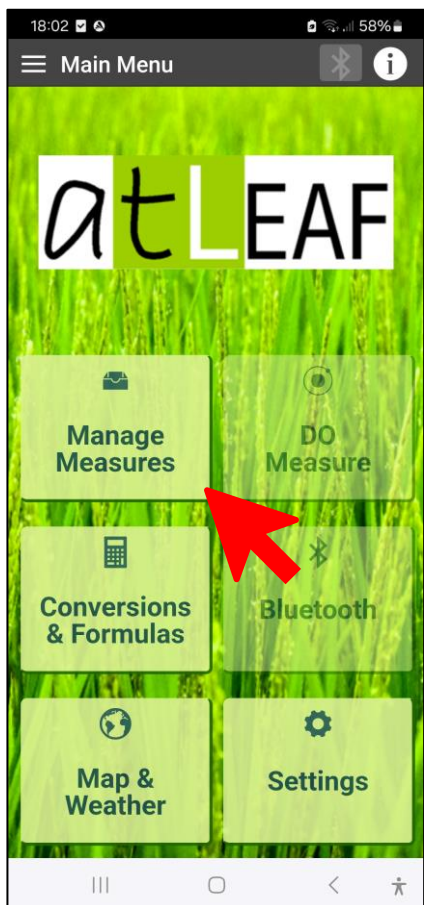 18:02 58%
Main Menu i
atLEAF
Manage
Measures
DO
Measure
Conversions
& Formulas
Bluetooth
Map &
Weather
Settings